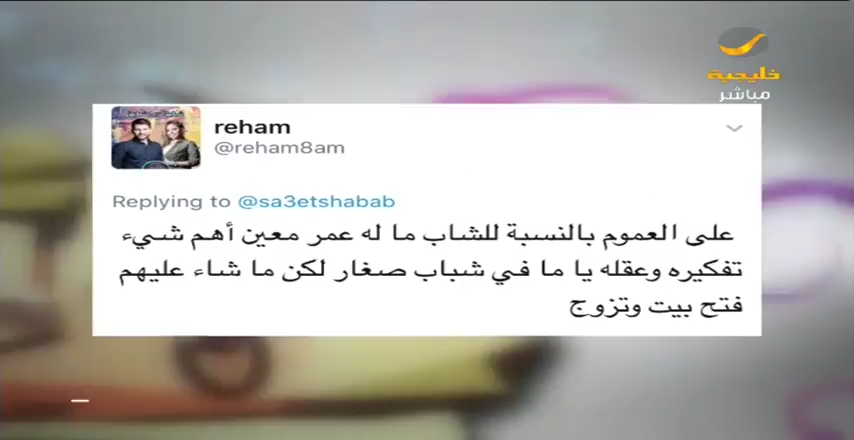 خليجية
مباشر
reham
@reham8am
Replying to @sa3etshabab
على العموم بالنسبة للشاب ما له عمر معين أهم شيء
تفكيره وعقله يا ما في شباب صغار لكن ما شاء عليهم
فتح بيت وتزوج